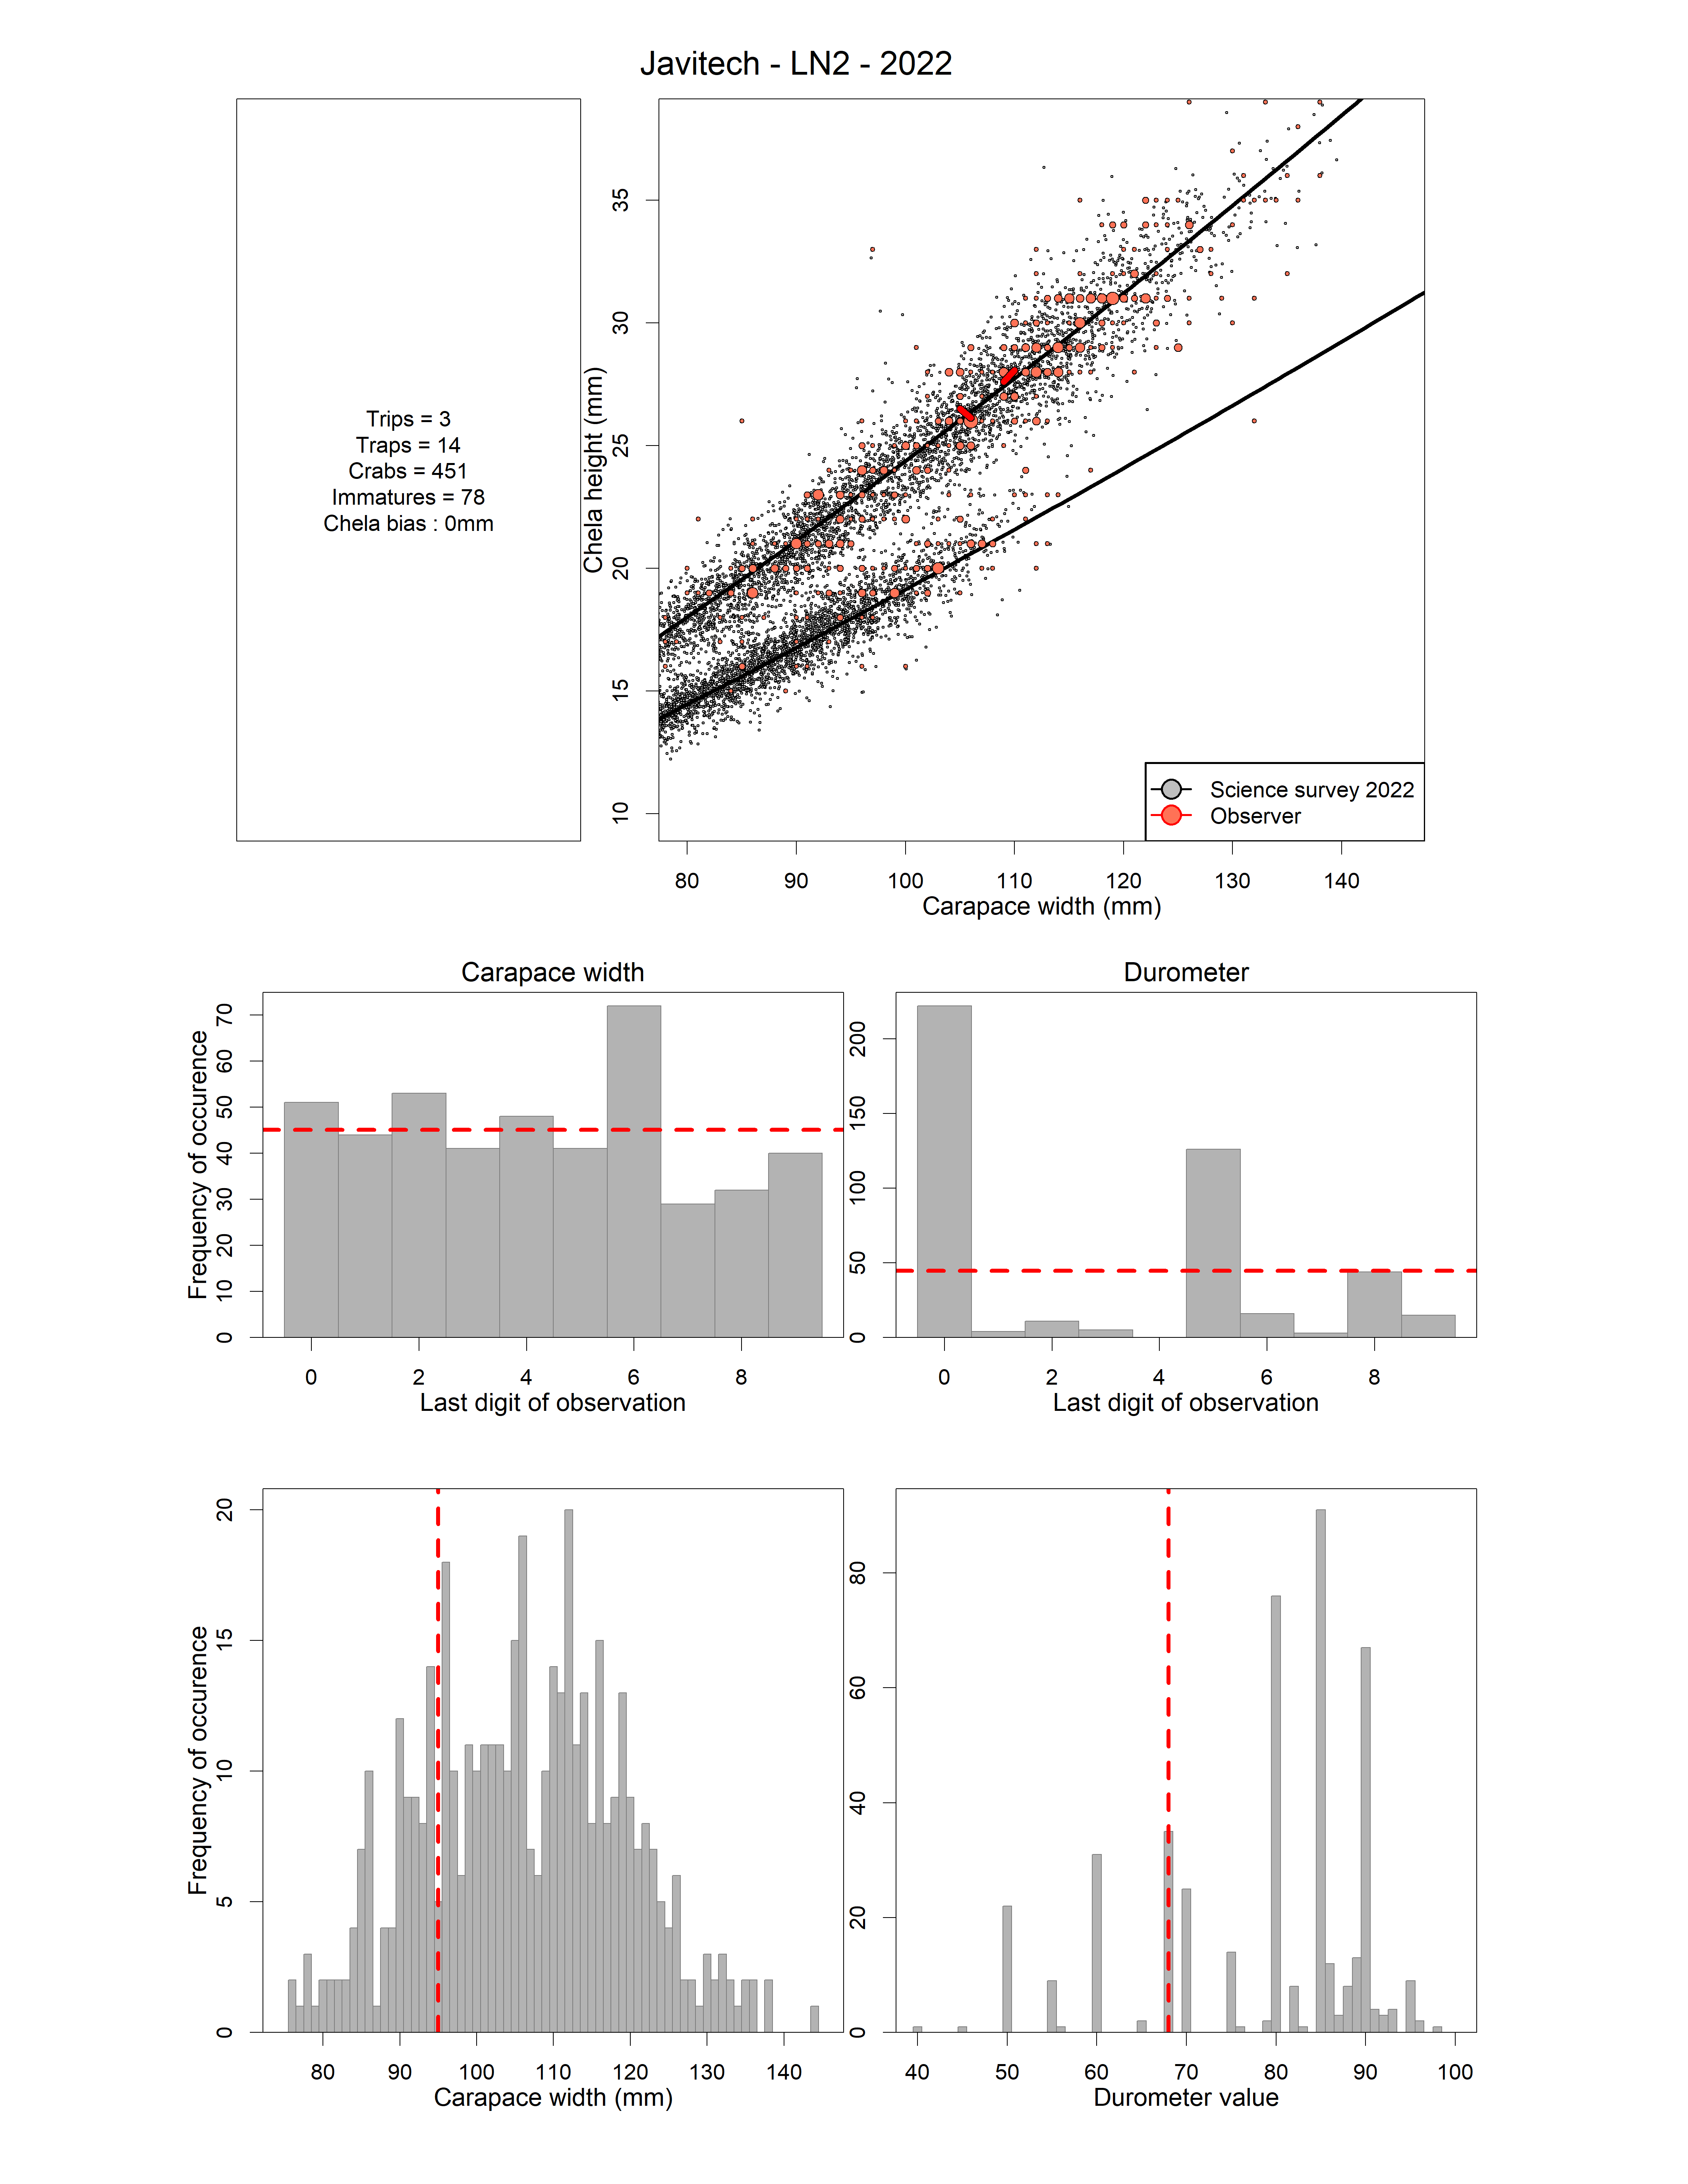 Javitech - LN2 - 2022
Trips = 3
Traps = 14
Crabs = 451
Immatures = 78
Chela bias : 0mm
Chela height (mm)
35
30
25
20
15
10
Science survey 2022
Observer
80 90 100 110 120 130 140
Carapace width (mm)
Carapace width
Frequency of occurence
70
60
50
40
30
20
10
0
0 2 4 6 8
Last digit of observation
Durometer
200
150
100
50
0
0 2 4 6 8
Last digit of observation
Frequency of occurence
20
15
10
5
0
80 90 100 110 120 130 140
Carapace width (mm)
80
60
40
20
0
40 50 60 70 80 90 100
Durometer value